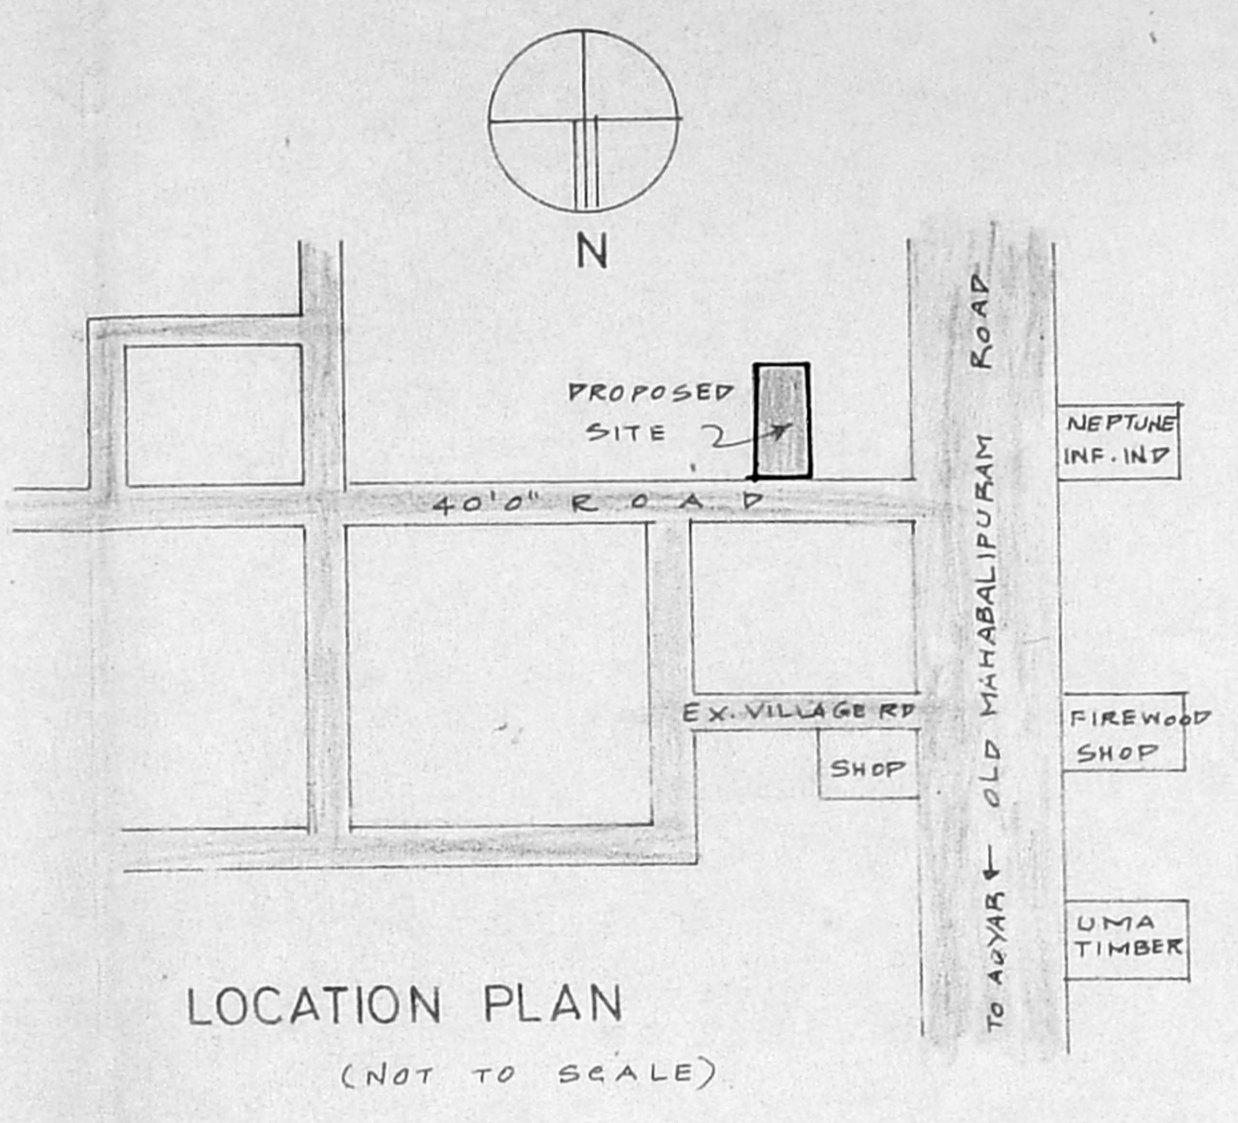 N
PROPOSED
SITE
40'0" ROAD
NEPTUNE
INF. IND
OLD MAHABALIPURAM ROAD
EX. VILLAGE RD
SHOP
FIREWOOD
SHOP
TO ADYAR
UMA
TIMBER
LOCATION PLAN
(NOT TO SCALE)